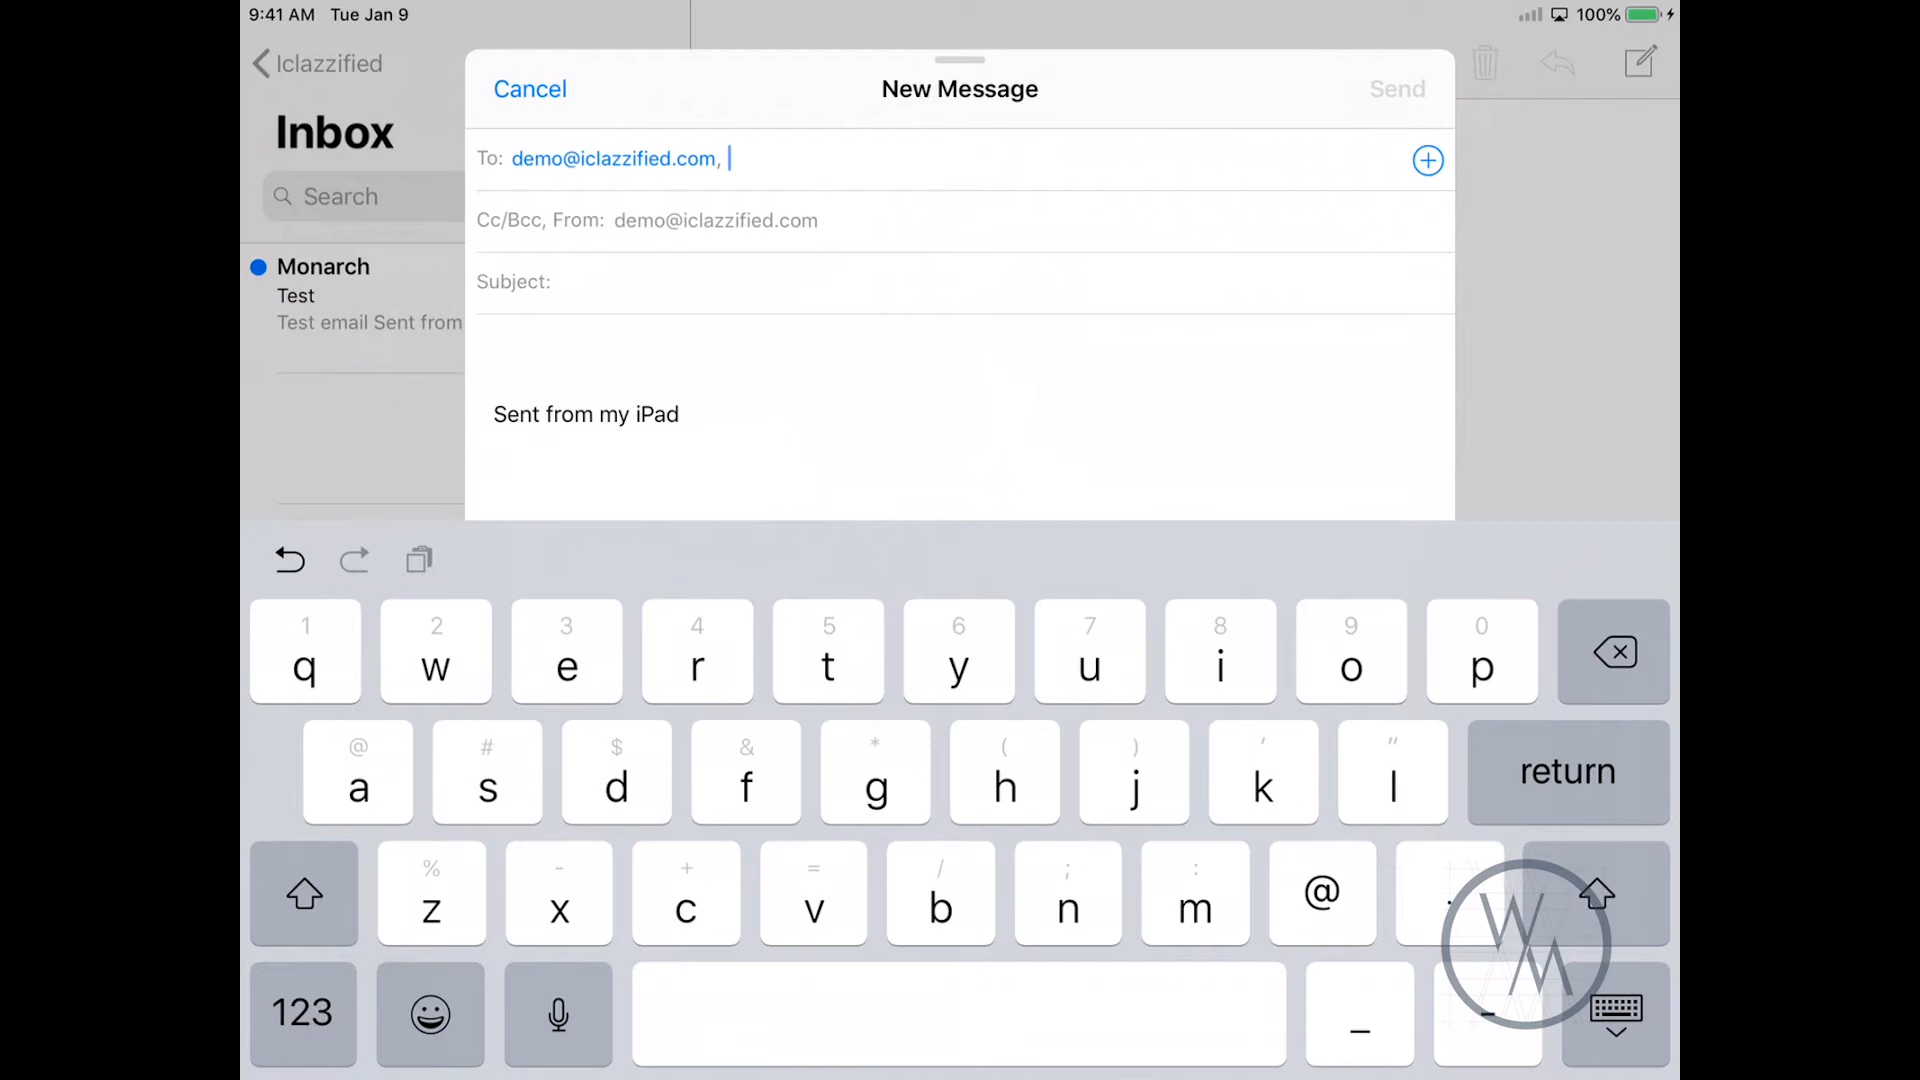 9:41 AM Tue Jan 9
100%
Iclazzified
Cancel
New Message
Send
Inbox
To: demo@iclazzified.com,
Search
Cc/Bcc, From: demo@iclazzified.com
Monarch
Subject:
Test
Test email Sent from
Sent from my iPad
1 2 3 4 5 6 7 8 9 0
q w e r t y u i o p
@ # $ & * ( ) ' "
a s d f g h j k l return
% - + = / ; :
z x c v b n m @ .
123 _ -
WM